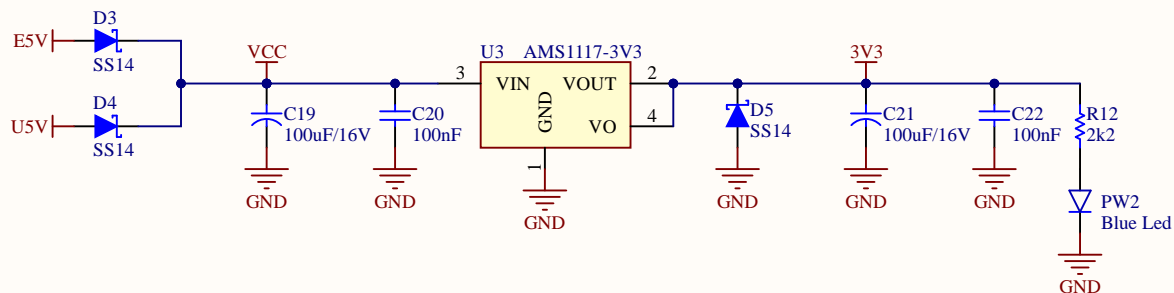 D3
E5V
SS14
D4
U5V
SS14
VCC
C19
100uF/16V
GND
C20
100nF
GND
U3 AMS1117-3V3
3 VIN VOUT 2
GND VO 4
1
GND
D5
SS14
GND
3V3
C21
100uF/16V
GND
C22
100nF
GND
R12
2k2
PW2
Blue Led
GND